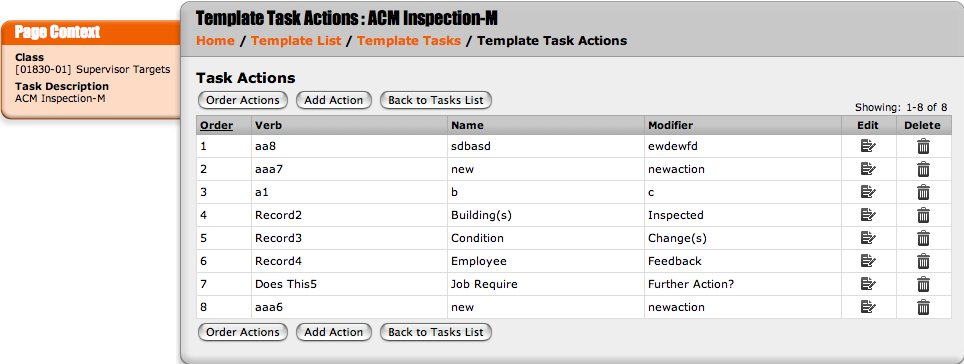 Page Context
Class
[01830-01] Supervisor Targets
Task Description
ACM Inspection-M
Template Task Actions : ACM Inspection-M
Home / Template List / Template Tasks / Template Task Actions
Task Actions
Order Actions Add Action Back to Tasks List
Showing: 1-8 of 8
Order Verb Name Modifier Edit Delete
1 aa8 sdbasd ewdewfd
2 aaa7 new newaction
3 a1 b c
4 Record2 Building(s) Inspected
5 Record3 Condition Change(s)
6 Record4 Employee Feedback
7 Does This5 Job Require Further Action?
8 aaa6 new newaction
Order Actions Add Action Back to Tasks List